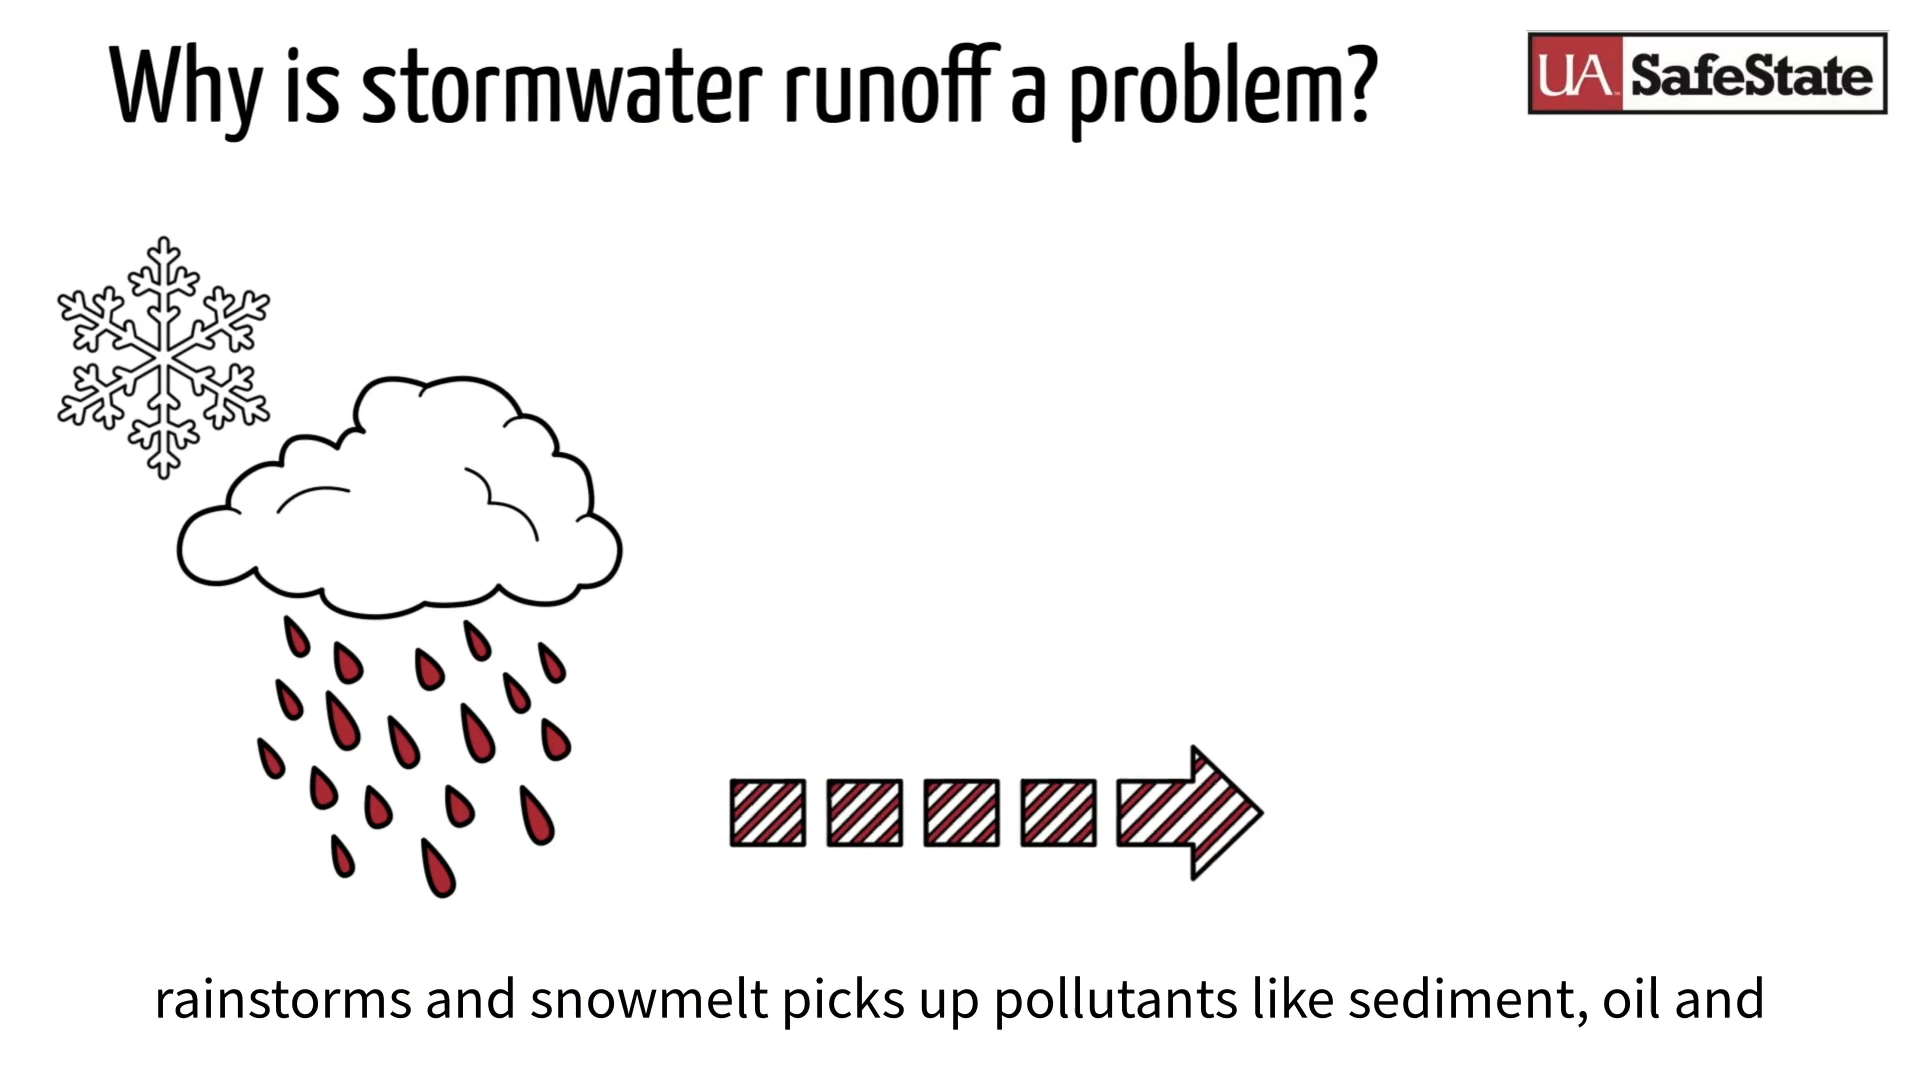 Why is stormwater runoff a problem?
UA SafeState
rainstorms and snowmelt picks up pollutants like sediment, oil and